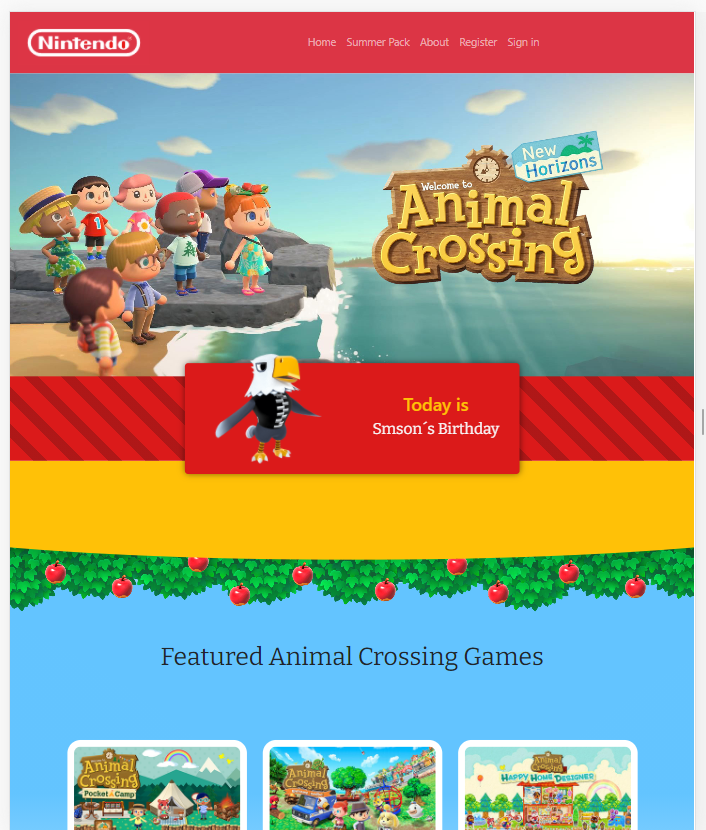 Nintendo®
Home Summer Pack About Register Sign in
New
Horizons
Welcome to
Animal
Crossing
1
Today is
Smson´s Birthday
Featured Animal Crossing Games
Animal
Crossing
Pocket Camp
Animal
Crossing
Animal
Crossing
HAPPY HOME DESIGNER